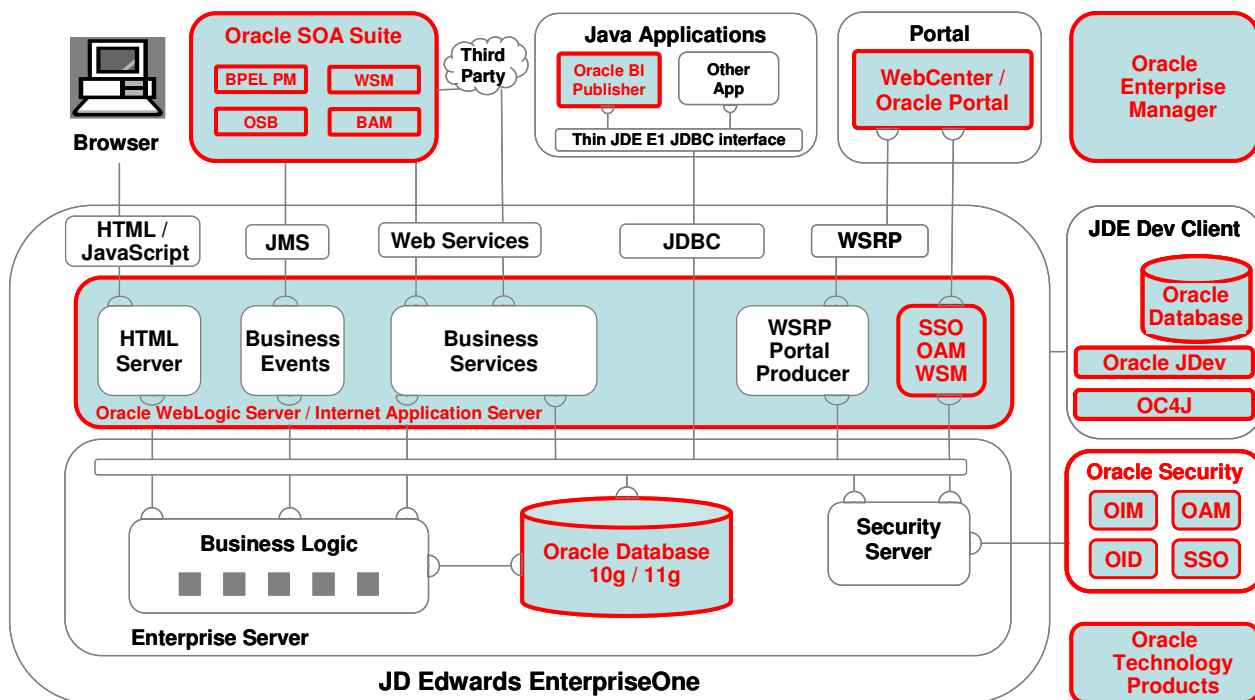 Browser
Oracle SOA Suite
BPEL PM
WSM
OSB
BAM
Third
Party
Java Applications
Oracle BI
Publisher
Other
App
Thin JDE E1 JDBC interface
Portal
WebCenter /
Oracle Portal
Oracle
Enterprise
Manager
HTML /
JavaScript
JMS
Web Services
JDBC
WSRP
HTML
Server
Business
Events
Business
Services
WSRP
Portal
Producer
SSO
OAM
WSM
Oracle WebLogic Server / Internet Application Server
JDE Dev Client
Oracle
Database
Oracle JDev
OC4J
Business Logic
Oracle Database
10g / 11g
Security
Server
Enterprise Server
JD Edwards EnterpriseOne
Oracle Security
OIM
OAM
OID
SSO
Oracle
Technology
Products